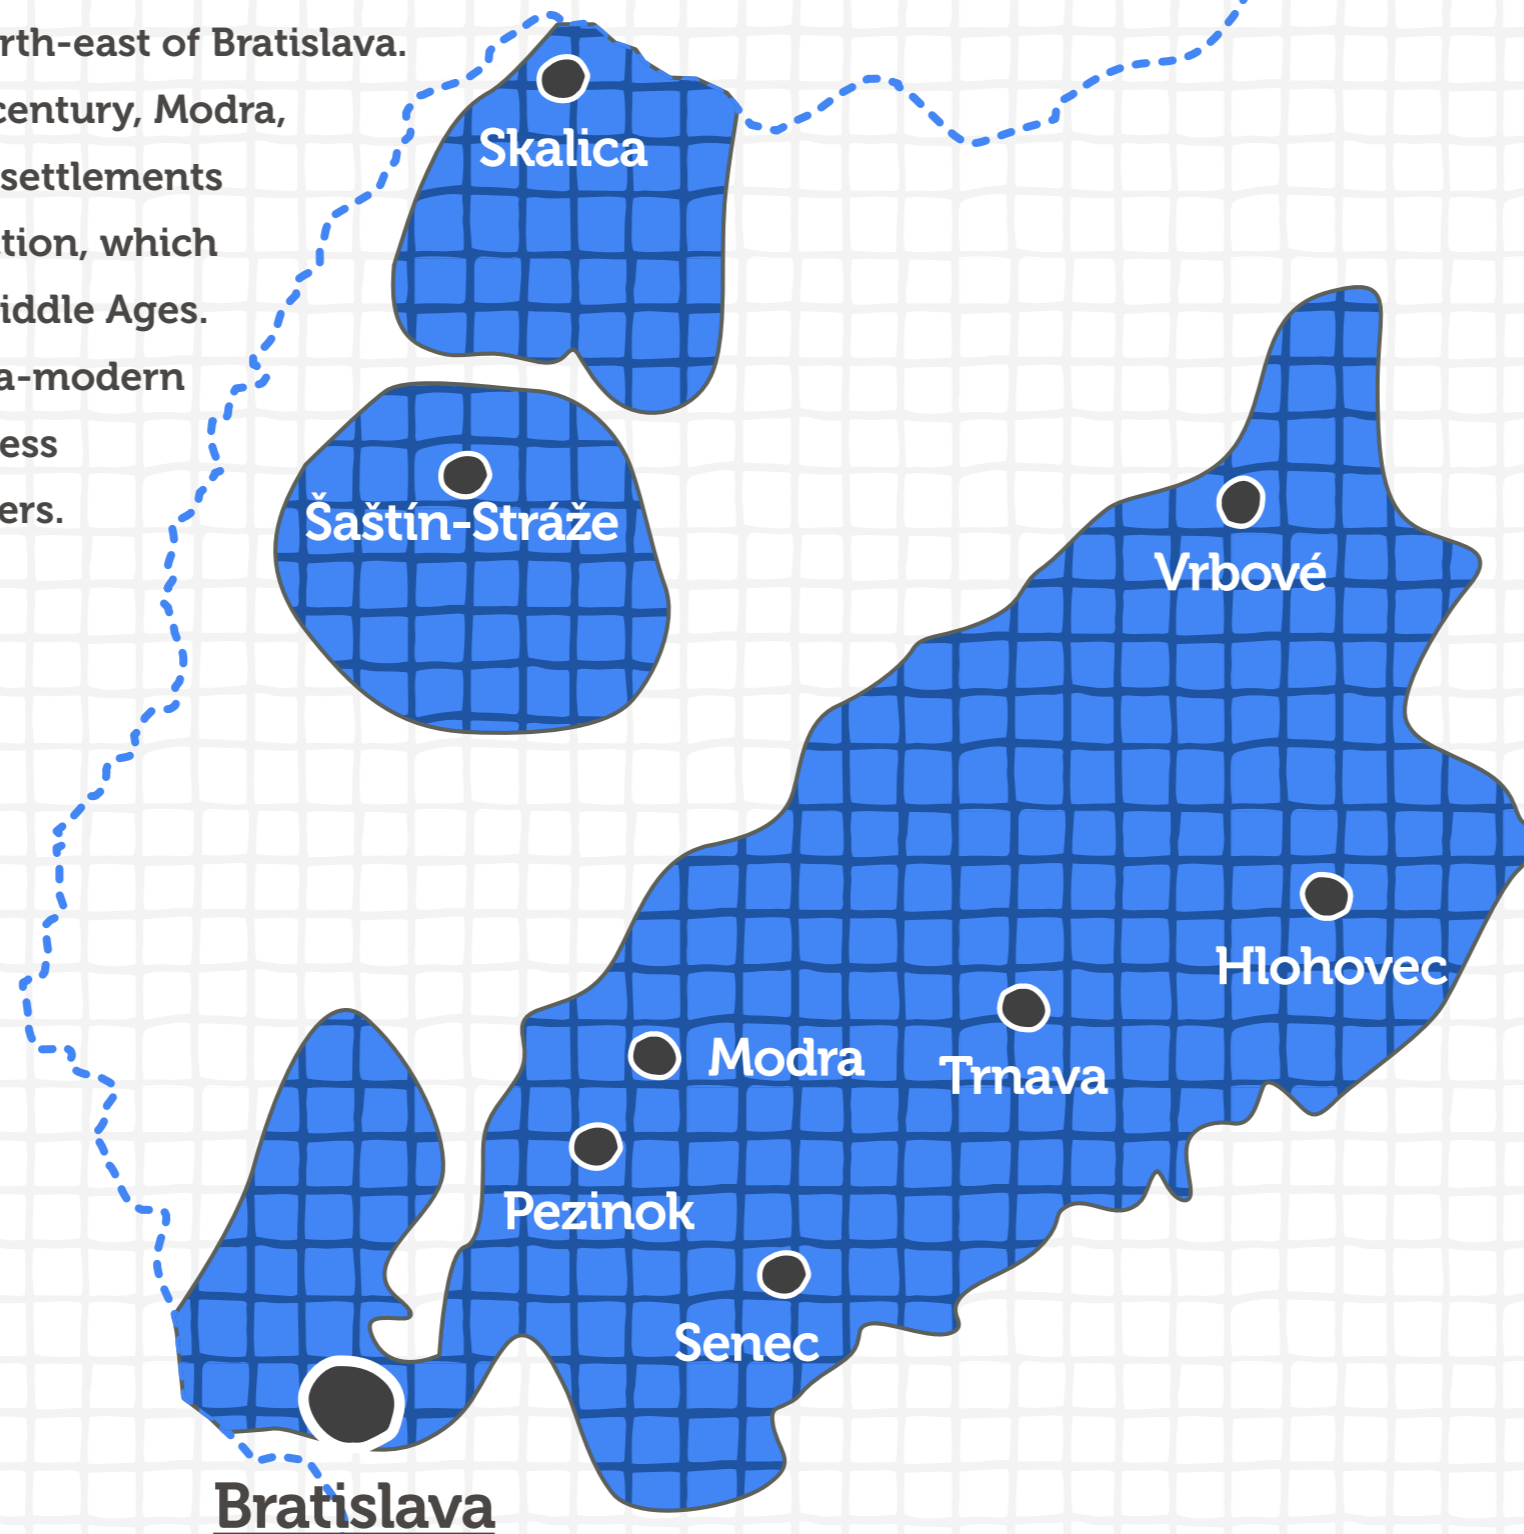 rth-east of Bratislava.
century, Modra,
settlements
tion, which
iddle Ages.
a-modern
ess
ers.
Skalica
Šaštín-Stráže
Vrbové
Hlohovec
Modra
Trnava
Pezinok
Senec
Bratislava